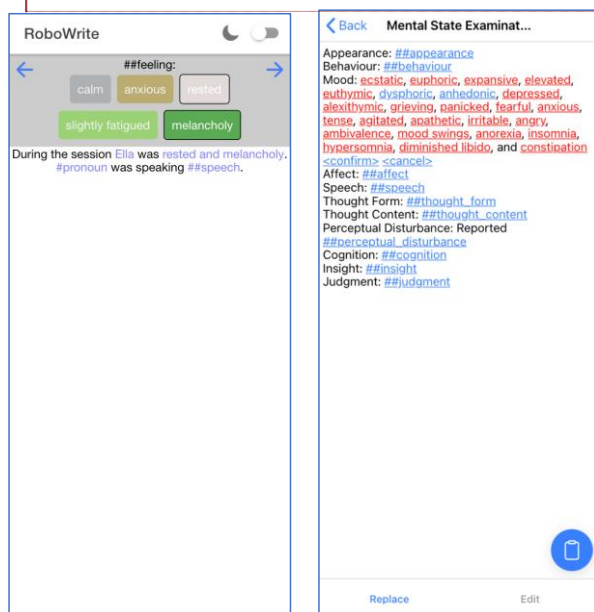 RoboWrite
##feeling:
calm anxious rested
slightly fatigued melancholy
During the session Ella was rested and melancholy.
#pronoun was speaking ##speech.
Back Mental State Examinat...
Appearance: ##appearance
Behaviour: ##behaviour
Mood: ecstatic, euphoric, expansive, elevated,
euthymic, dysphoric, anhedonic, depressed,
alexithymic, grieving, panicked, fearful, anxious,
tense, agitated, apathetic, irritable, angry,
ambivalence, mood swings, anorexia, insomnia,
hypersomnia, diminished libido, and constipation
<confirm> <cancel>
Affect: ##affect
Speech: ##speech
Thought Form: ##thought_form
Thought Content: ##thought_content
Perceptual Disturbance: Reported
##perceptual_disturbance
Cognition: ##cognition
Insight: ##insight
Judgment: ##judgment
Replace Edit